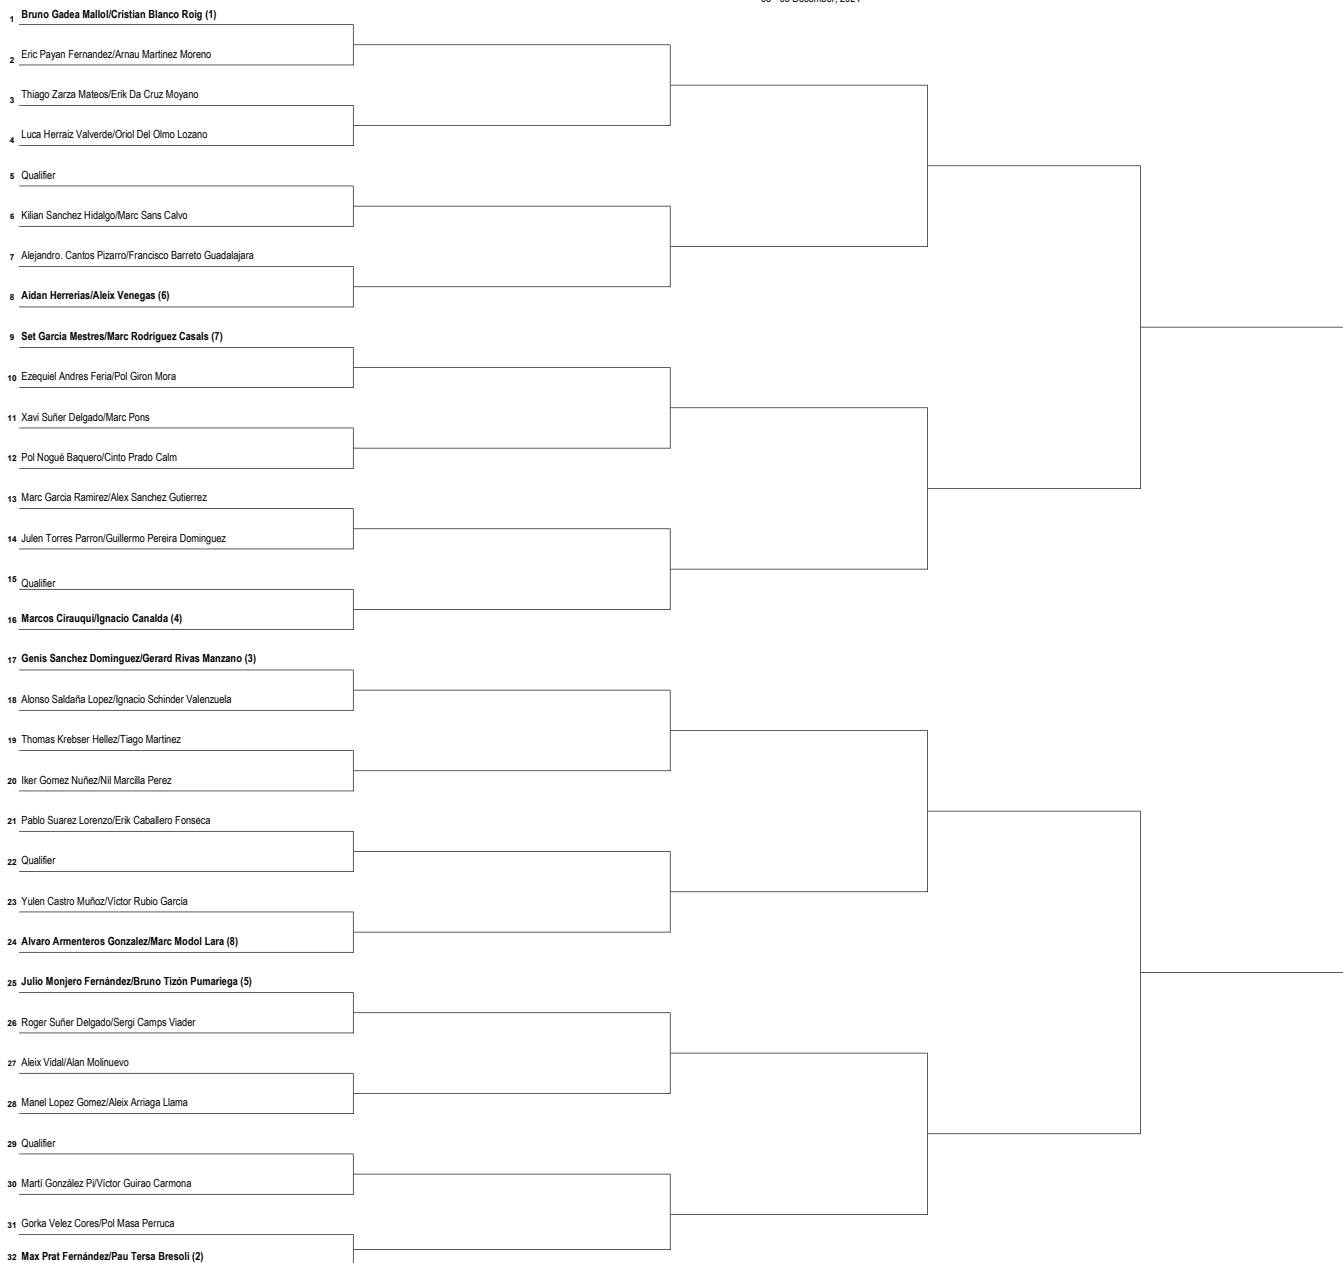 1 Bruno Gadea Mallol/Cristian Blanco Roig (1)
2 Eric Payan Fernandez/Arnau Martinez Moreno
3 Thiago Zarza Mateos/Erik Da Cruz Moyano
4 Luca Herraiz Valverde/Oriol Del Olmo Lozano
5 Qualifier
6 Kilian Sanchez Hidalgo/Marc Sans Calvo
7 Alejandro. Cantos Pizarro/Francisco Barreto Guadalajara
8 Aidan Herrerias/Aleix Venegas (6)
9 Set Garcia Mestres/Marc Rodriguez Casals (7)
10 Ezequiel Andres Feria/Pol Giron Mora
11 Xavi Suñer Delgado/Marc Pons
12 Pol Nogué Baquero/Cinto Prado Calm
13 Marc Garcia Ramirez/Alex Sanchez Gutierrez
14 Julen Torres Parron/Guillermo Pereira Dominguez
15 Qualifier
16 Marcos Cirauqui/Ignacio Canalda (4)
17 Genis Sanchez Dominguez/Gerard Rivas Manzano (3)
18 Alonso Saldaña Lopez/Ignacio Schinder Valenzuela
19 Thomas Krebser Hellez/Tiago Martinez
20 Iker Gomez Nuñez/Nil Marcilla Perez
21 Pablo Suarez Lorenzo/Erik Caballero Fonseca
22 Qualifier
23 Yulen Castro Muñoz/Víctor Rubio García
24 Alvaro Armenteros Gonzalez/Marc Modol Lara (8)
25 Julio Monjero Fernández/Bruno Tizón Pumariega (5)
26 Roger Suñer Delgado/Sergi Camps Viader
27 Aleix Vidal/Alan Molinuevo
28 Manel Lopez Gomez/Aleix Arriaga Llama
29 Qualifier
30 Martí González Pi/Víctor Guirao Carmona
31 Gorka Velez Cores/Pol Masa Perruca
32 Max Prat Fernández/Pau Tersa Bresolí (2)